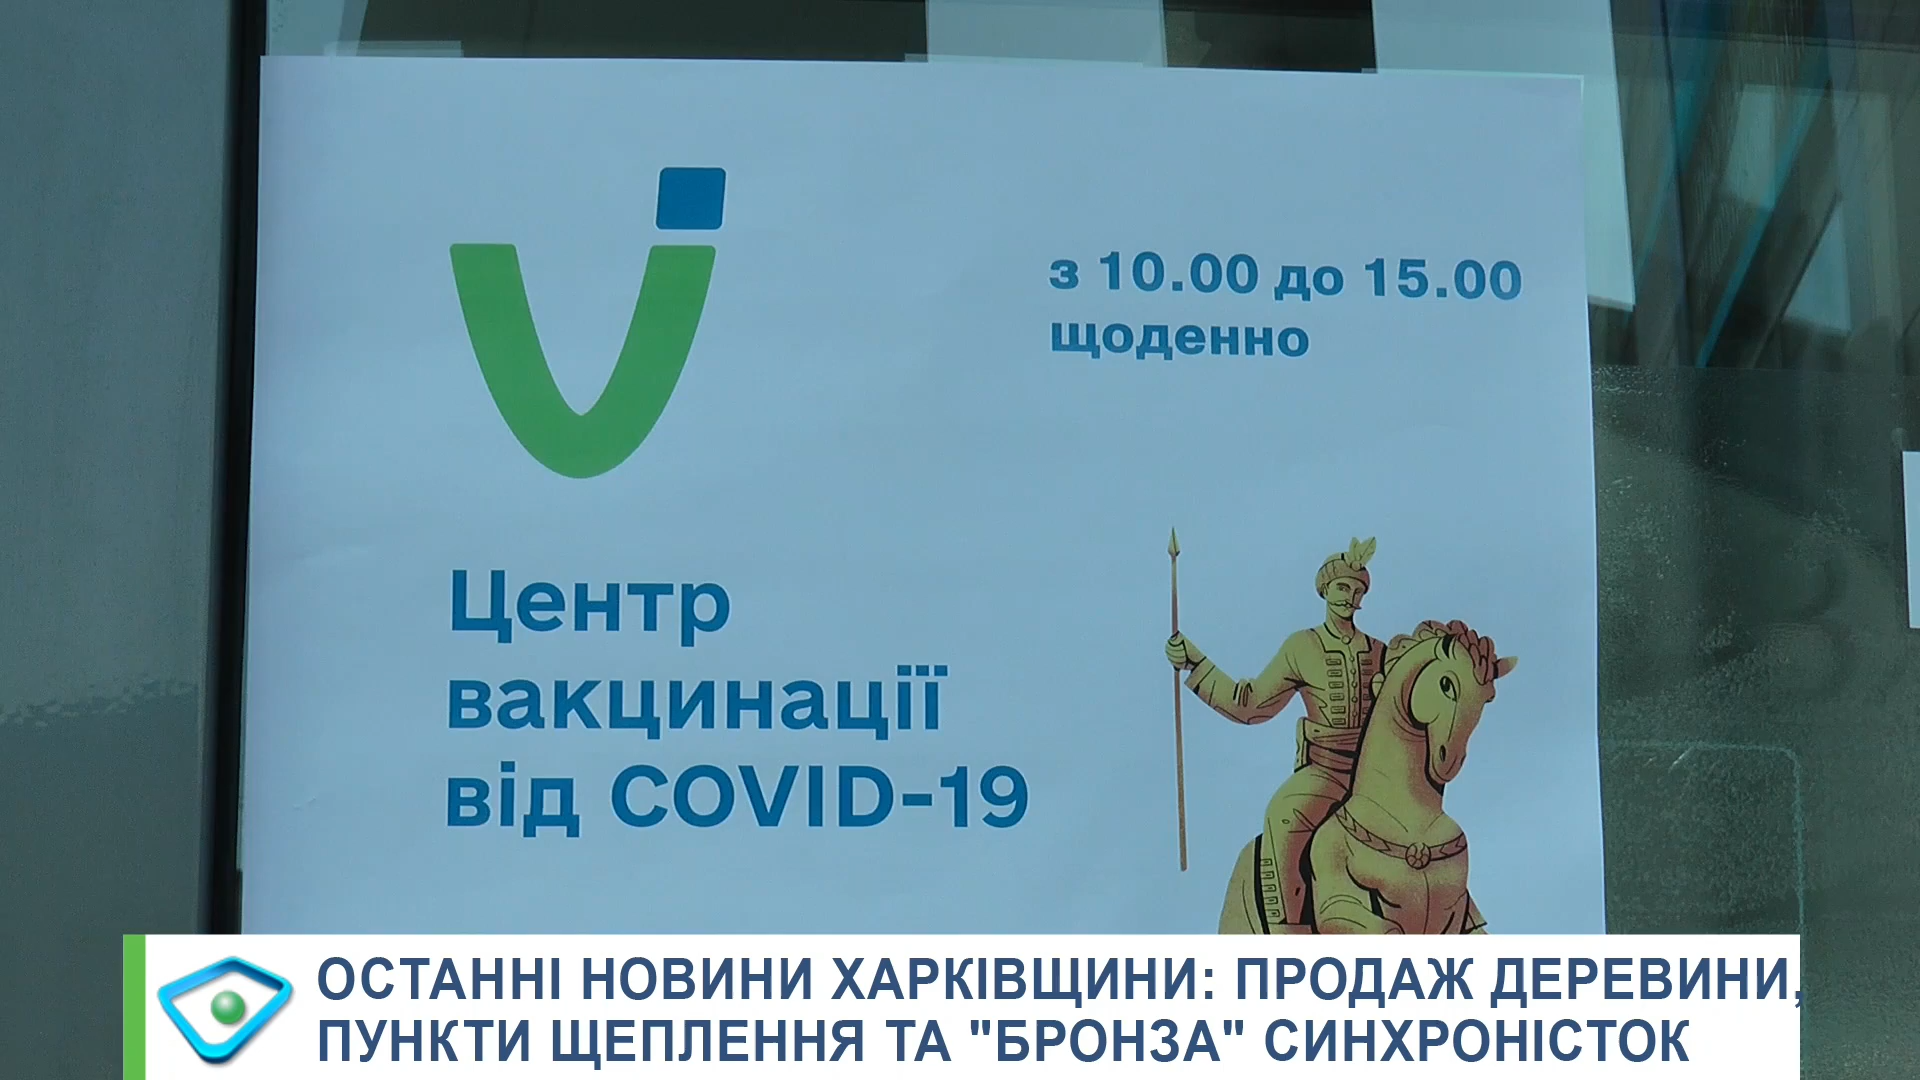 з 10.00 до 15.00
щоденно
Центр
вакцинації
від COVID-19
ОСТАННІ НОВИНИ ХАРКІВЩИНИ: ПРОДАЖ ДЕРЕВИНИ,
ПУНКТИ ЩЕПЛЕННЯ ТА "БРОНЗА" СИНХРОНІСТОК